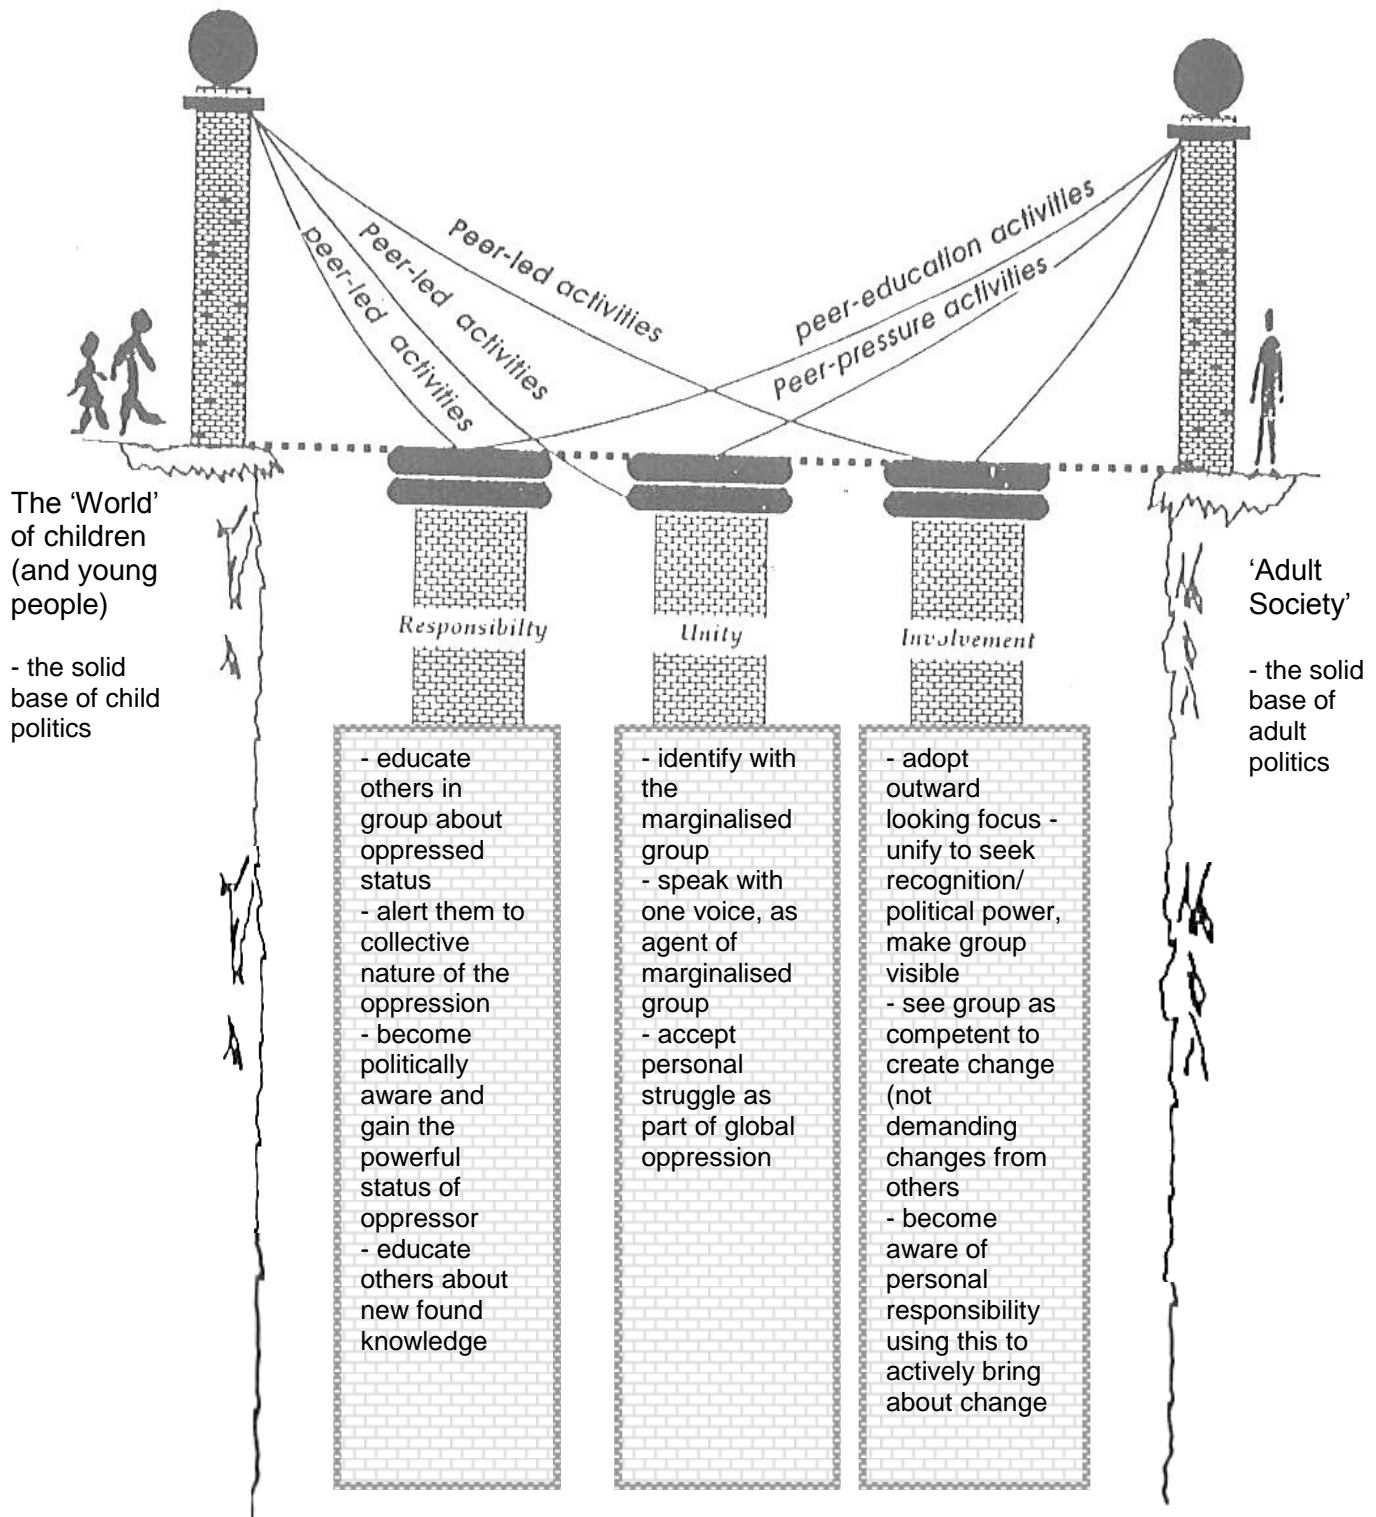 peer-led activities
Peer-led activities
peer-led activities
peer-education activities
Peer-pressure activities
The ‘World’
of children
(and young
people)
- the solid
base of child
politics
‘Adult
Society’
- the solid
base of
adult
politics
Responsibilty
Unity
Involvement
- educate
others in
group about
oppressed
status
- alert them to
collective
nature of the
oppression
- become
politically
aware and
gain the
powerful
status of
oppressor
- educate
others about
new found
knowledge
- identify with
the
marginalised
group
- speak with
one voice, as
agent of
marginalised
group
- accept
personal
struggle as
part of global
oppression
- adopt
outward
looking focus -
unify to seek
recognition/
political power,
make group
visible
- see group as
competent to
create change
(not
demanding
changes from
others
- become
aware of
personal
responsibility
using this to
actively bring
about change